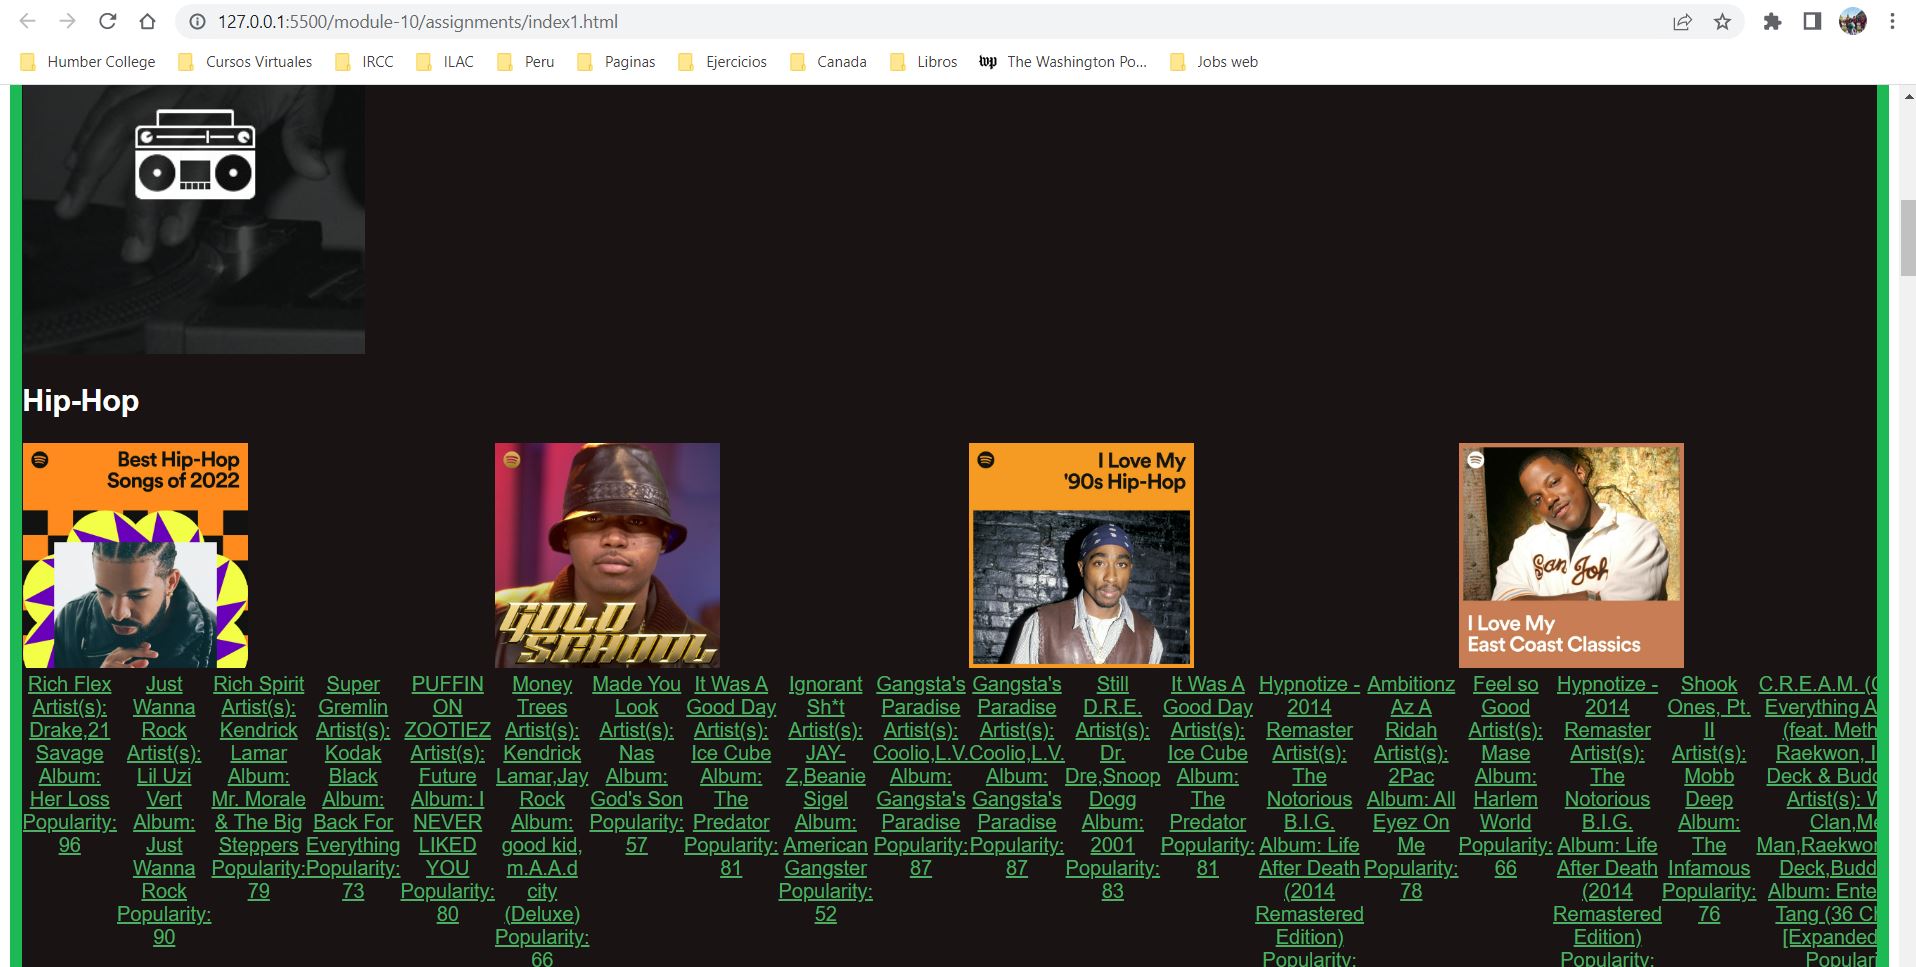 127.0.0.1:5500/module-10/assignments/index1.html
Humber College Cursos Virtuales IRCC ILAC Peru Paginas Ejercicios Canada Libros wp The Washington Po... Jobs web
Hip-Hop
Best Hip-Hop
Songs of 2022
GOLD
SCHOOL
I Love My
'90s Hip-Hop
San Joh
I Love My
East Coast Classics
Rich Flex
Artist(s):
Drake,21
Savage
Album:
Her Loss
Popularity:
96
Just
Wanna
Rock
Artist(s):
Lil Uzi
Vert
Album:
Just
Wanna
Rock
Popularity:
90
Rich Spirit
Artist(s):
Kendrick
Lamar
Album:
Mr. Morale
& The Big
Steppers
Popularity:
79
Super
Gremlin
Artist(s):
Kodak
Black
Album:
Back For
Everything
Popularity:
73
PUFFIN
ON
ZOOTIEZ
Artist(s):
Future
Album: I
NEVER
LIKED
YOU
Popularity:
80
Money
Trees
Artist(s):
Kendrick
Lamar,Jay
Rock
Album:
good kid,
m.A.A.d
city
(Deluxe)
Popularity:
66
Made You
Look
Artist(s):
Nas
Album:
God's Son
Popularity:
57
It Was A
Good Day
Artist(s):
Ice Cube
Album:
The
Predator
Popularity:
81
Ignorant
Sh*t
Artist(s):
JAY-
Z,Beanie
Sigel
Album:
American
Gangster
Popularity:
52
Gangsta's
Paradise
Artist(s):
Coolio,L.V.
Album:
Gangsta's
Paradise
Popularity:
87
Gangsta's
Paradise
Artist(s):
Coolio,L.V.
Album:
Gangsta's
Paradise
Popularity:
87
Still
D.R.E.
Artist(s):
Dr.
Dre,Snoop
Dogg
Album:
2001
Popularity:
83
It Was A
Good Day
Artist(s):
Ice Cube
Album:
The
Predator
Popularity:
81
Hypnotize -
2014
Remaster
Artist(s):
The
Notorious
B.I.G.
Album: Life
After Death
(2014
Remastered
Edition)
Popularity:
Ambitionz
Az A
Ridah
Artist(s):
2Pac
Album: All
Eyez On
Me
Popularity:
78
Feel so
Good
Artist(s):
Mase
Album:
Harlem
World
Popularity:
66
Hypnotize -
2014
Remaster
Artist(s):
The
Notorious
B.I.G.
Album: Life
After Death
(2014
Remastered
Edition)
Popularity:
Shook
Ones, Pt.
II
Artist(s):
Mobb
Deep
Album:
The
Infamous
Popularity:
76
C.R.E.A.M. (
Everything A
(feat. Meth
Raekwon, I
Deck & Budd
Artist(s): W
Clan,Me
Man,Raekwon
Deck,Budd
Album: Ente
Tang (36 Ch
[Expanded
Populari